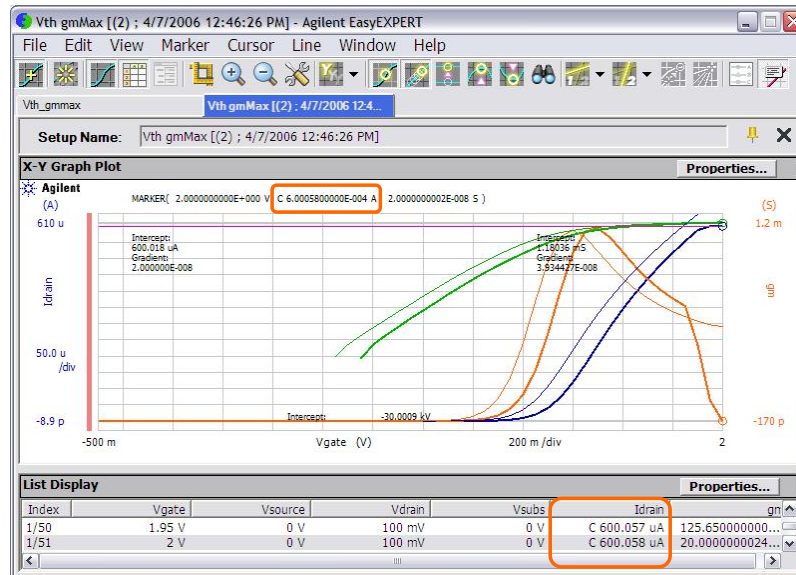 Vth gmMax [(2) ; 4/7/2006 12:46:26 PM] - Agilent EasyEXPERT
File Edit View Marker Cursor Line Window Help
Vth_gmmax
Vth gmMax [(2) ; 4/7/2006 12:4...
Setup Name: Vth gmMax [(2) ; 4/7/2006 12:46:26 PM]
X-Y Graph Plot Properties...
Agilent
MARKER( 2.0000000000E+000 V C 6.0005800000E-004 A 2.0000000002E-008 S )
(A) (S)
610 u 1.2 m
Intercept: Intercept:
600.018 uA 1.18036 mS
Gradient: Gradient:
2.000000E-008 3.934427E-008
Idrain gm
50.0 u
/div
Intercept: -30.0009 kV
-8.9 p -170 p
-500 m Vgate (V) 200 m /div 2
List Display Properties...
Index Vgate Vsource Vdrain Vsubs Idrain gm
1/50 1.95 V 0 V 100 mV 0 V C 600.057 uA 125.650000000...
1/51 2 V 0 V 100 mV 0 V C 600.058 uA 20.0000000024...